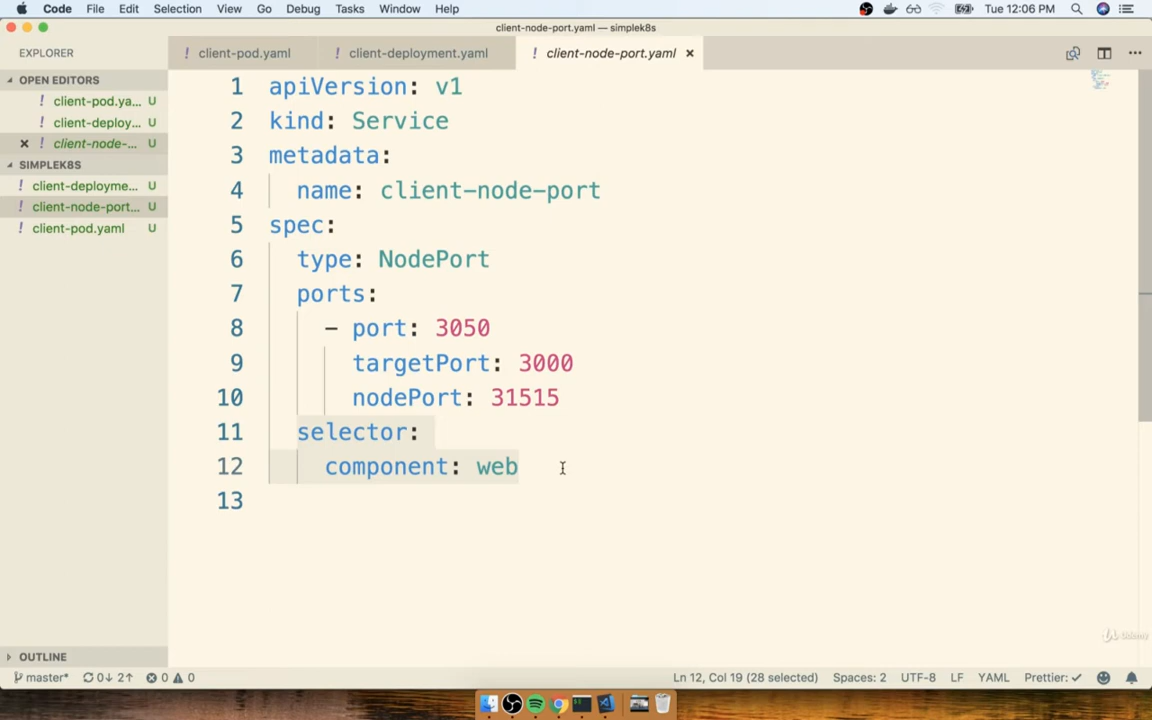 Code File Edit Selection View Go Debug Tasks Window Help Tue 12:06 PM
client-node-port.yaml — simplek8s
EXPLORER
! client-pod.yaml ! client-deployment.yaml ! client-node-port.yaml ×
OPEN EDITORS
! client-pod.ya... U
! client-deploy... U
× ! client-node-... U
SIMPLEK8S
! client-deployme... U
! client-node-port... U
! client-pod.yaml U
1 apiVersion: v1
2 kind: Service
3 metadata:
4 name: client-node-port
5 spec:
6 type: NodePort
7 ports:
8 - port: 3050
9 targetPort: 3000
10 nodePort: 31515
11 selector:
12 component: web
13
Udemy
OUTLINE
master* 0↓ 2↑ 0 0 Ln 12, Col 19 (28 selected) Spaces: 2 UTF-8 LF YAML Prettier: ✓